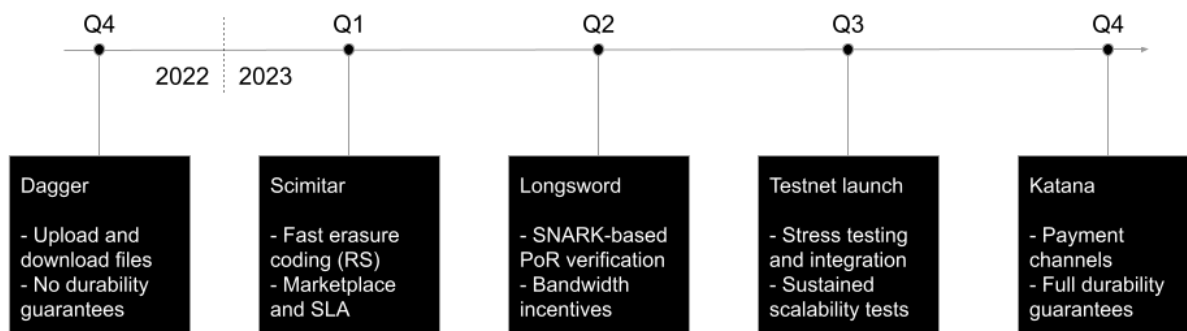 Q4
Q1
Q2
Q3
Q4
2022
2023
Dagger
- Upload and
download files
- No durability
guarantees
Scimitar
- Fast erasure
coding (RS)
- Marketplace
and SLA
Longsword
- SNARK-based
PoR verification
- Bandwidth
incentives
Testnet launch
- Stress testing
and integration
- Sustained
scalability tests
Katana
- Payment
channels
- Full durability
guarantees